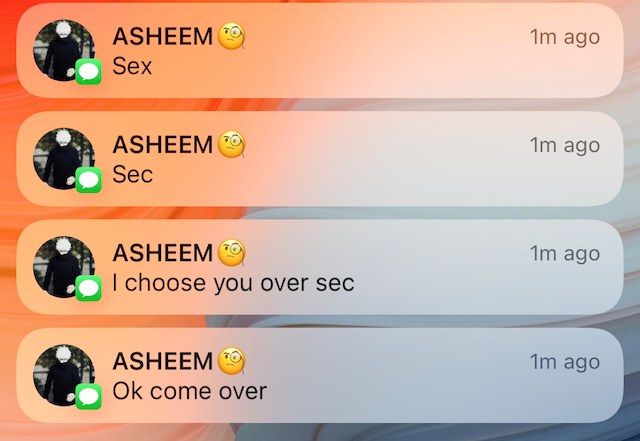 ASHEEM🧐 1m ago
Sex
ASHEEM🧐 1m ago
Sec
ASHEEM🧐 1m ago
I choose you over sec
ASHEEM🧐 1m ago
Ok come over